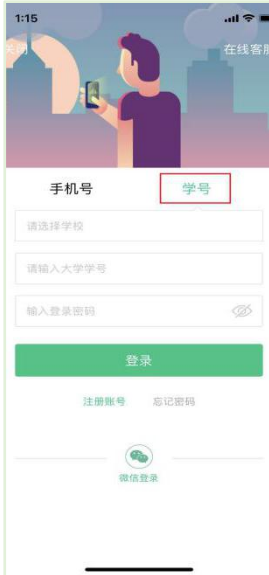 1:15
关闭 在线客服
手机号 学号
请选择学校
请输入大学学号
输入登录密码
登录
注册账号 忘记密码
微信登录